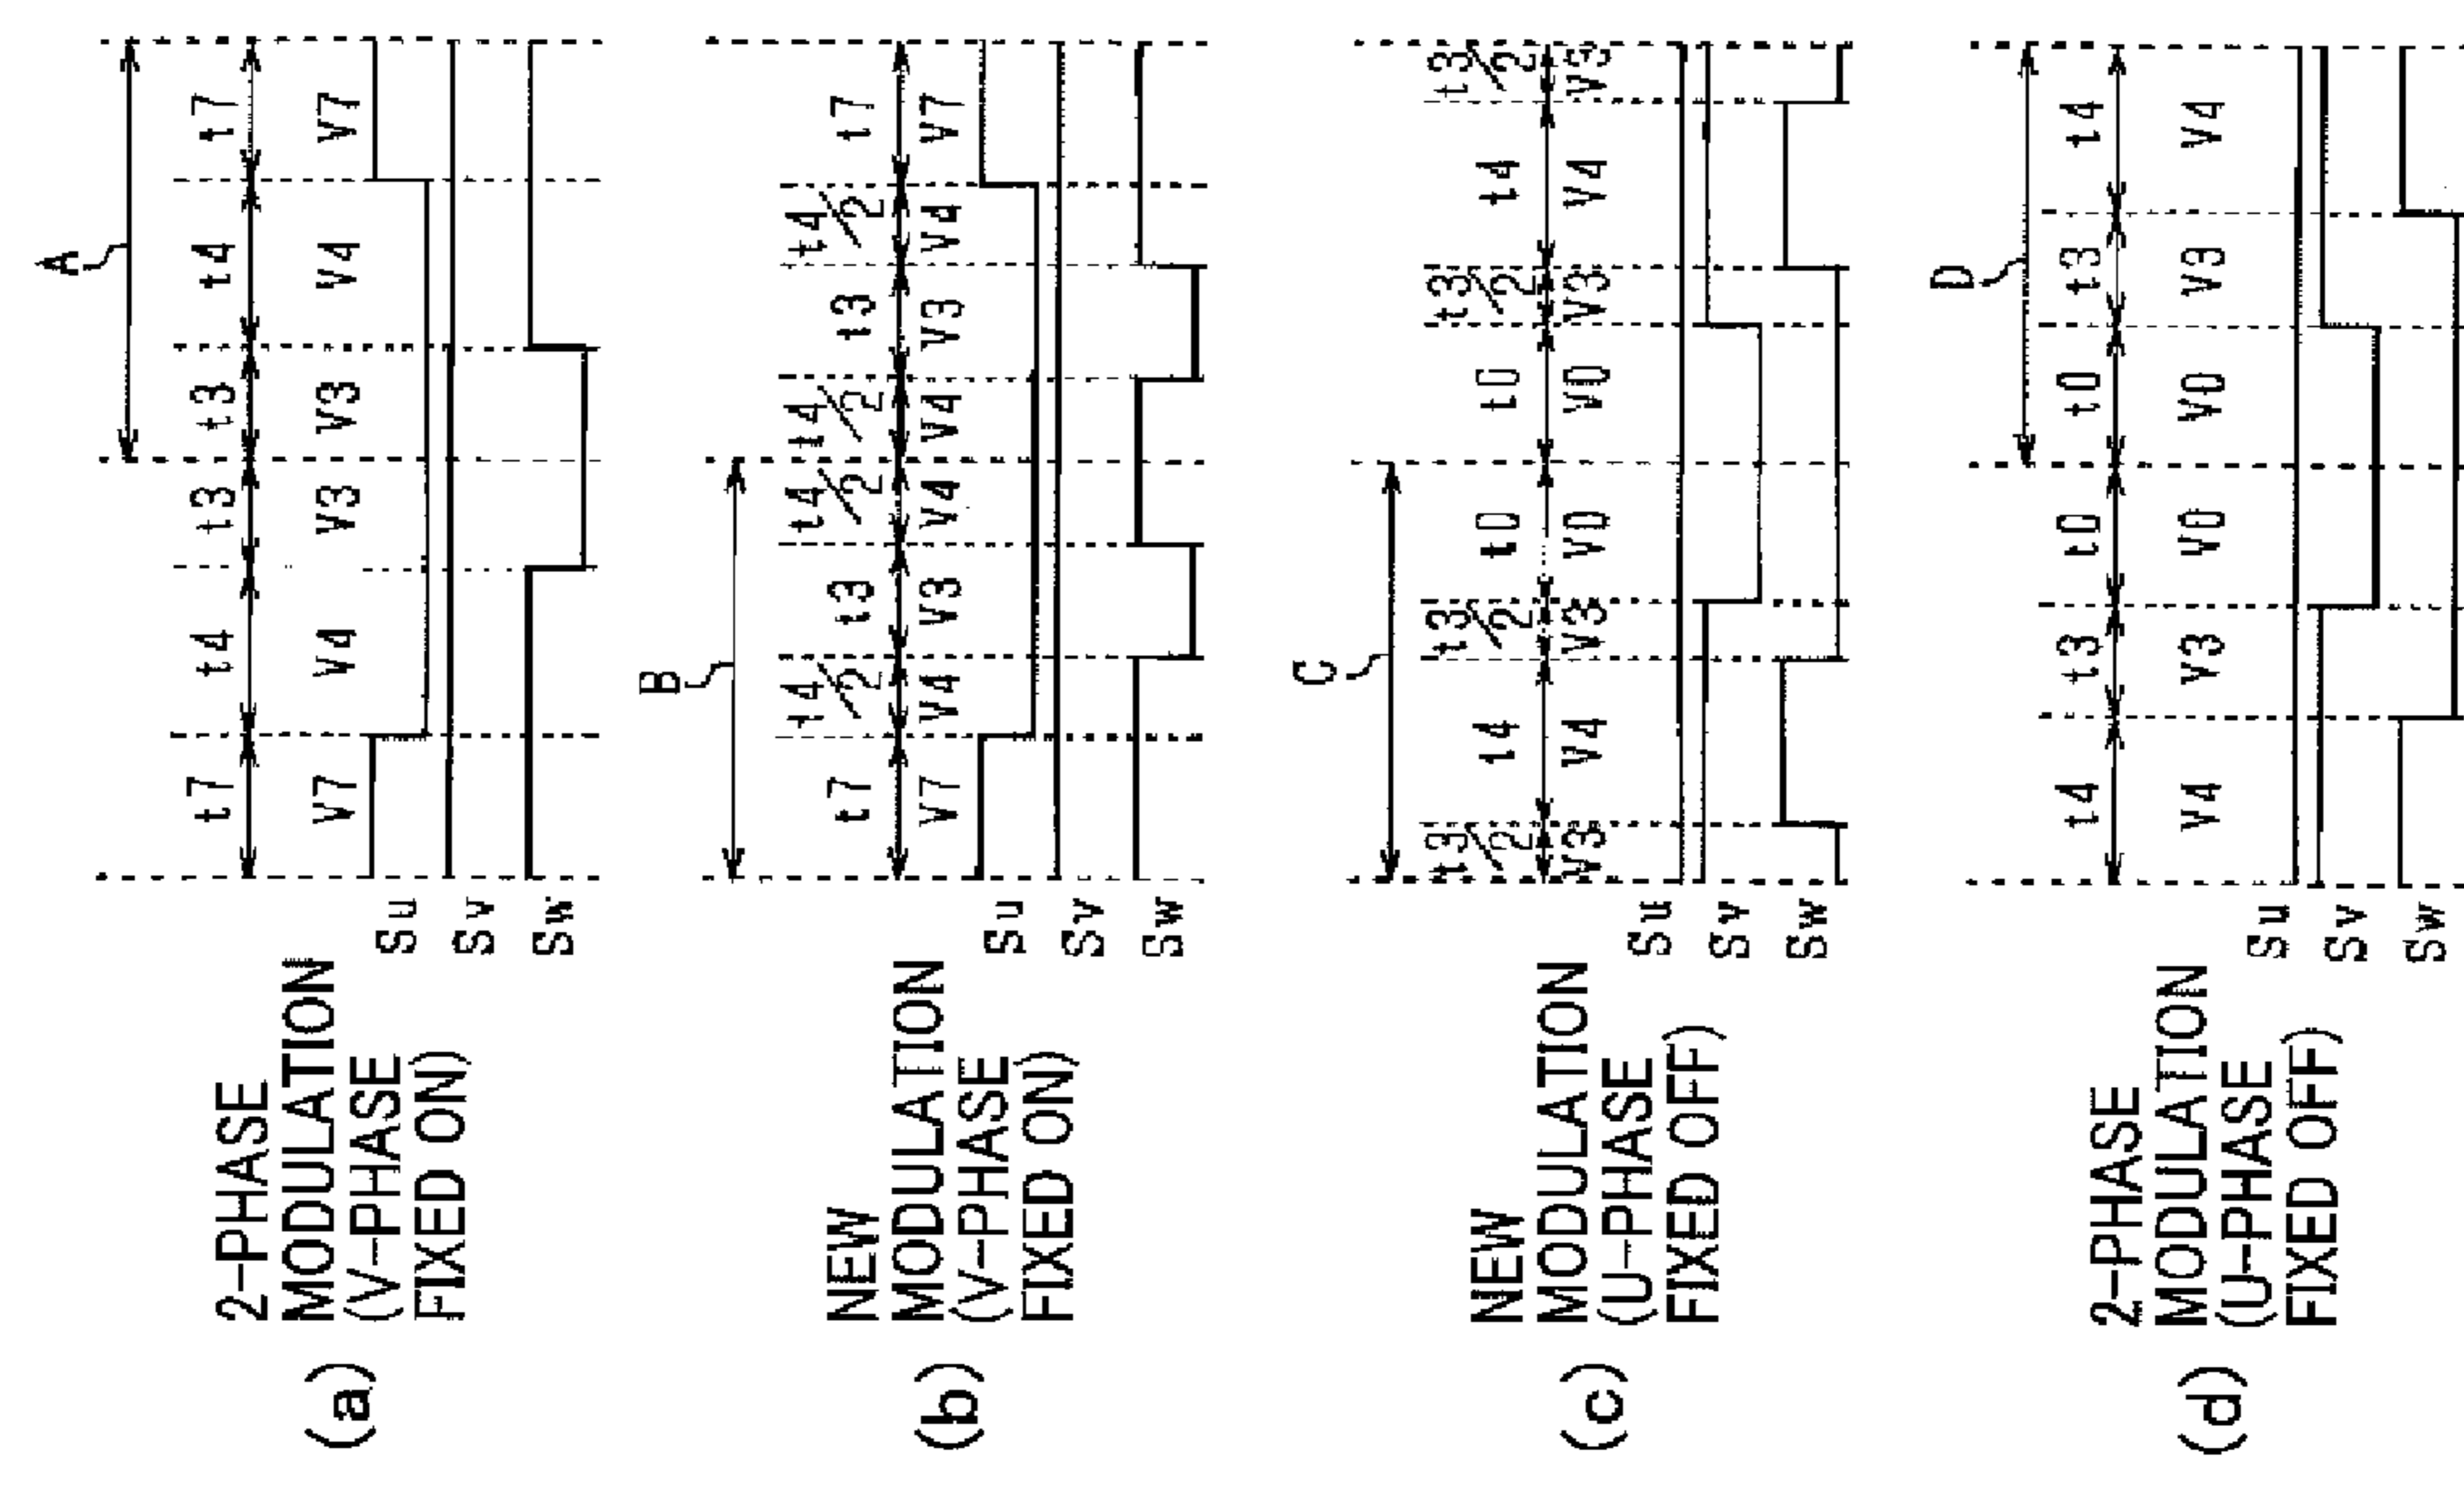 A
(a)
2-PHASE
MODULATION
(V-PHASE
FIXED ON)
t7 t4 t3 t3 t4 t7
V7 V4 V3 V3 V4 V7
Su
Sv
Sw
B
(b)
NEW
MODULATION
(V-PHASE
FIXED ON)
t7 t4/2 t3 t4/2 t4/2 t3 t4/2 t7
V7 V4 V3 V4 V4 V3 V4 V7
Su
Sv
Sw
C
(c)
NEW
MODULATION
(U-PHASE
FIXED OFF)
t3/2 t4 t3/2 t0 t0 t3/2 t4 t3/2
V3 V4 V3 V0 V0 V3 V4 V3
Su
Sv
Sw
D
(d)
2-PHASE
MODULATION
(U-PHASE
FIXED OFF)
t4 t3 t0 t0 t3 t4
V4 V3 V0 V0 V3 V4
Su
Sv
Sw